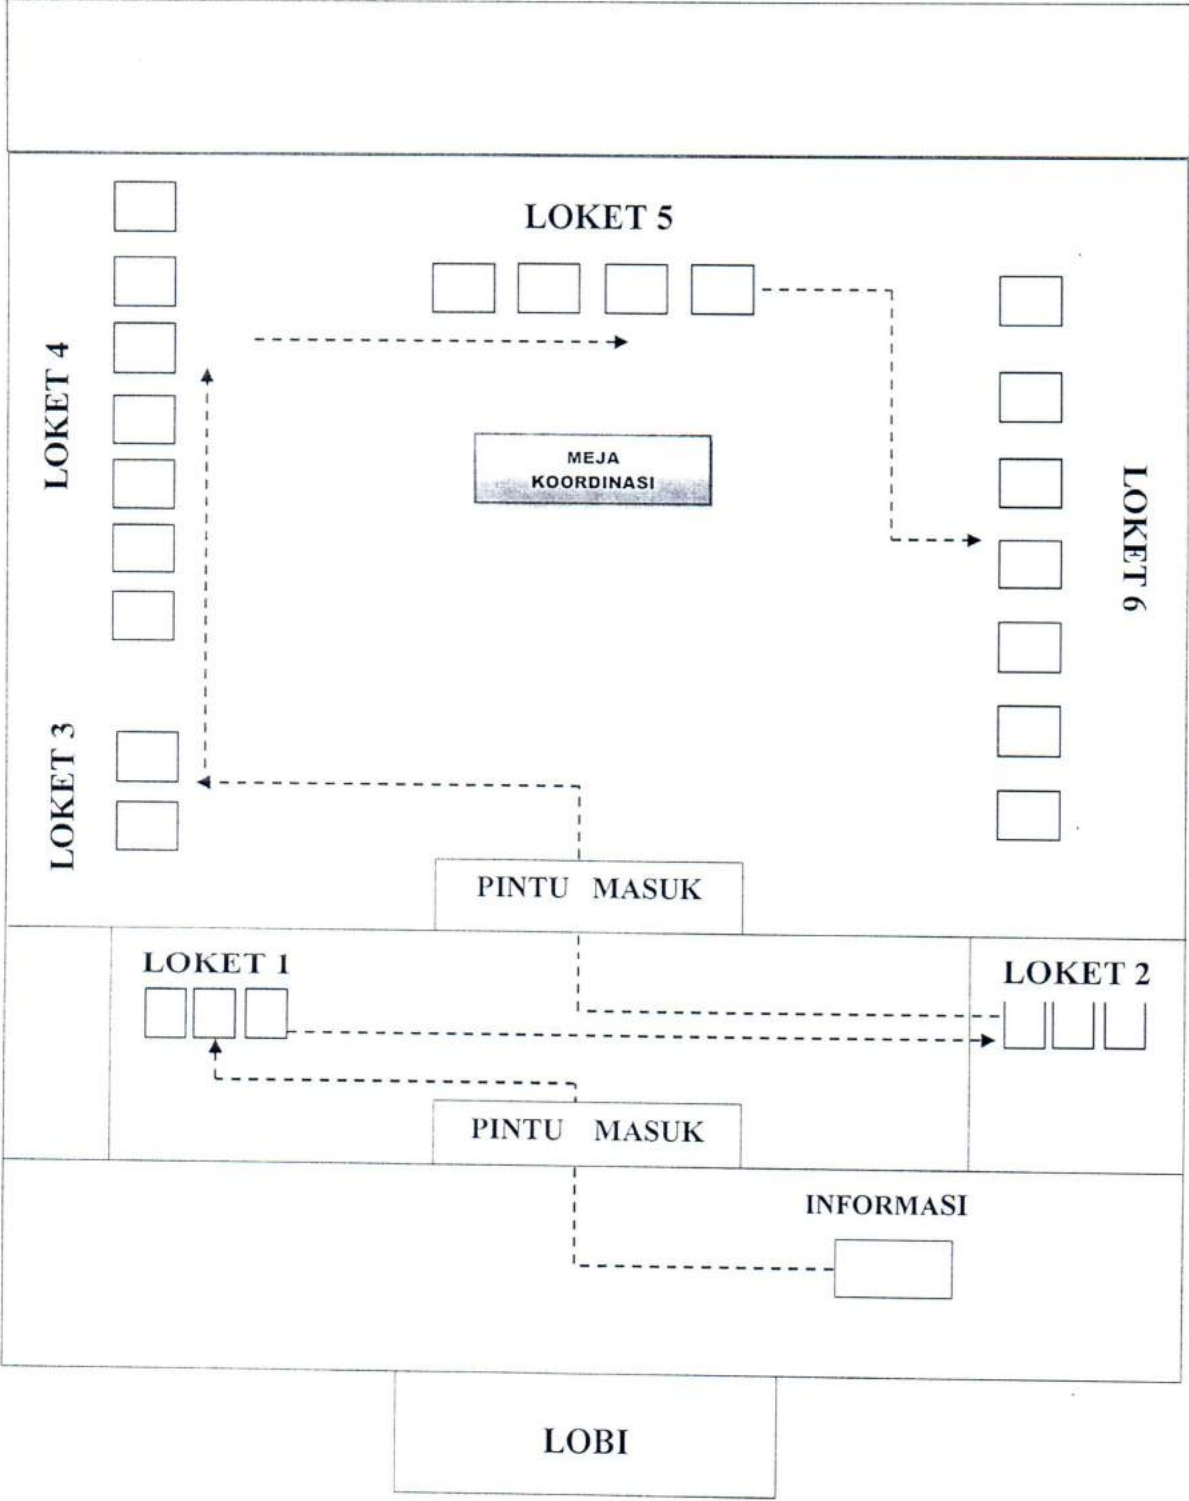 LOKET 5
LOKET 4
MEJA
KOORDINASI
LOKET 6
LOKET 3
PINTU MASUK
LOKET 1
LOKET 2
PINTU MASUK
INFORMASI
LOBI